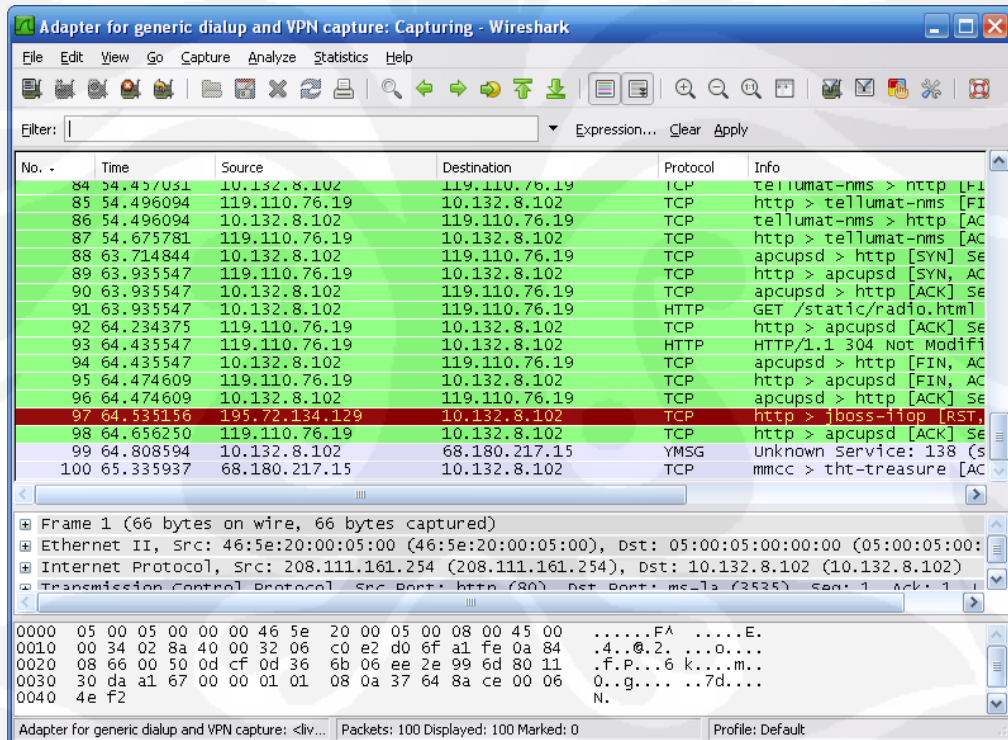 Adapter for generic dialup and VPN capture: Capturing - Wireshark
File Edit View Go Capture Analyze Statistics Help
Filter: Expression... Clear Apply
No. - Time Source Destination Protocol Info
84 54.457031 10.132.8.102 119.110.76.19 TCP tellumat-nms > http [FI
85 54.496094 119.110.76.19 10.132.8.102 TCP http > tellumat-nms [FI
86 54.496094 10.132.8.102 119.110.76.19 TCP tellumat-nms > http [AC
87 54.675781 119.110.76.19 10.132.8.102 TCP http > tellumat-nms [AC
88 63.714844 10.132.8.102 119.110.76.19 TCP apcupsd > http [SYN] Se
89 63.935547 119.110.76.19 10.132.8.102 TCP http > apcupsd [SYN, AC
90 63.935547 10.132.8.102 119.110.76.19 TCP apcupsd > http [ACK] Se
91 63.935547 10.132.8.102 119.110.76.19 HTTP GET /static/radio.html
92 64.234375 119.110.76.19 10.132.8.102 TCP http > apcupsd [ACK] Se
93 64.435547 119.110.76.19 10.132.8.102 HTTP HTTP/1.1 304 Not Modifi
94 64.435547 10.132.8.102 119.110.76.19 TCP apcupsd > http [FIN, AC
95 64.474609 119.110.76.19 10.132.8.102 TCP http > apcupsd [FIN, AC
96 64.474609 10.132.8.102 119.110.76.19 TCP apcupsd > http [ACK] Se
97 64.535156 195.72.134.129 10.132.8.102 TCP http > jboss-iiop [RST,
98 64.656250 119.110.76.19 10.132.8.102 TCP http > apcupsd [ACK] Se
99 64.808594 10.132.8.102 68.180.217.15 YMSG Unknown Service: 138 (s
100 65.335937 68.180.217.15 10.132.8.102 TCP mmcc > tht-treasure [AC
Frame 1 (66 bytes on wire, 66 bytes captured)
Ethernet II, Src: 46:5e:20:00:05:00 (46:5e:20:00:05:00), Dst: 05:00:05:00:00:00 (05:00:05:00:
Internet Protocol, Src: 208.111.161.254 (208.111.161.254), Dst: 10.132.8.102 (10.132.8.102)
Transmission Control Protocol, Src Port: http (80), Dst Port: ms-la (3535), Seq: 1, Ack: 1, L
0000 05 00 05 00 00 00 46 5e 20 00 05 00 08 00 45 00 ......F^ .....E.
0010 00 34 02 8a 40 00 32 06 c0 e2 d0 6f a1 fe 0a 84 .4..@.2. ...o....
0020 08 66 00 50 0d cf 0d 36 6b 06 ee 2e 99 6d 80 11 .f.P...6 k....m..
0030 30 da a1 67 00 00 01 01 08 0a 37 64 8a ce 00 06 0..g.... ..7d....
0040 4e f2 N.
Adapter for generic dialup and VPN capture: <liv... Packets: 100 Displayed: 100 Marked: 0 Profile: Default